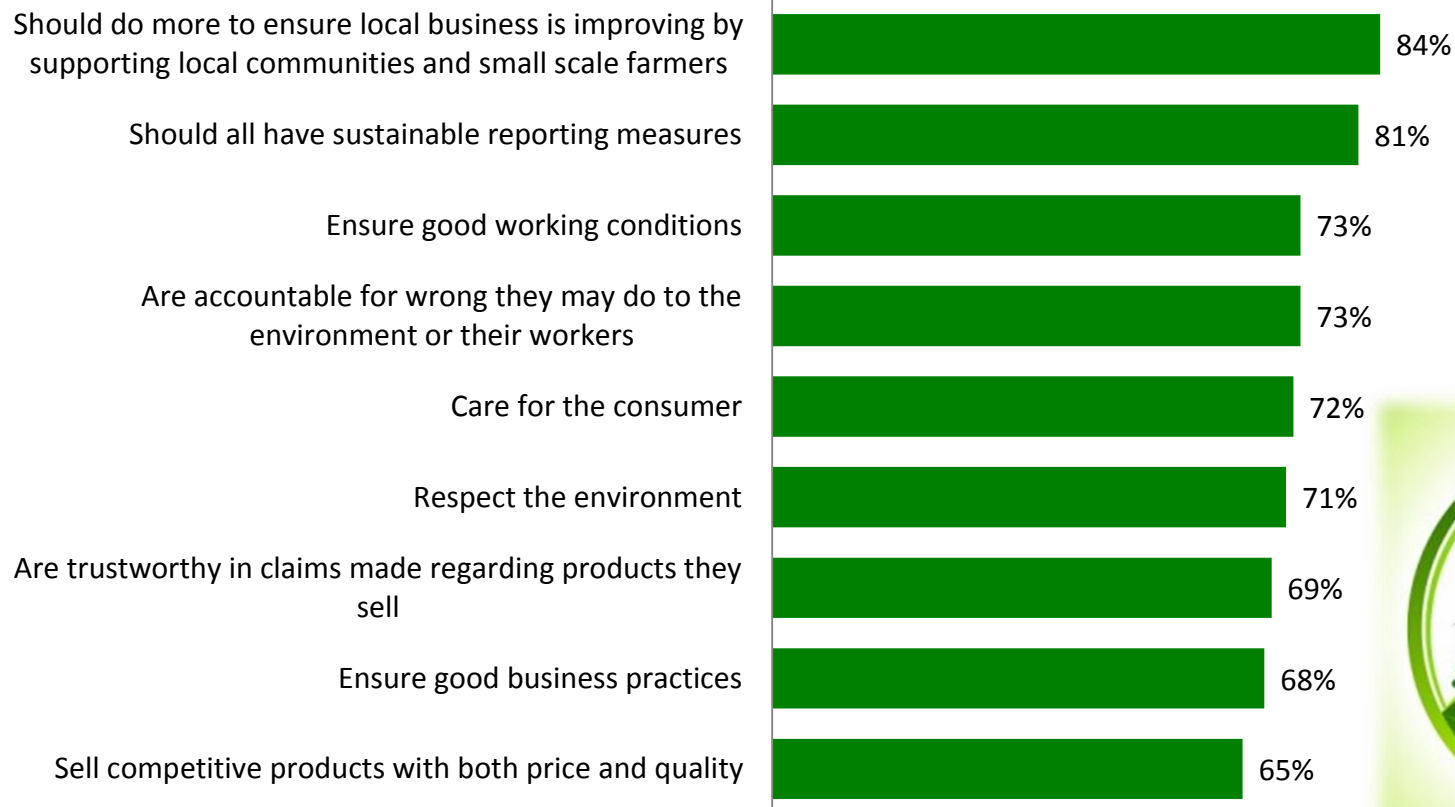 Should do more to ensure local business is improving by
supporting local communities and small scale farmers
84%
Should all have sustainable reporting measures
81%
Ensure good working conditions
73%
Are accountable for wrong they may do to the
environment or their workers
73%
Care for the consumer
72%
Respect the environment
71%
Are trustworthy in claims made regarding products they
sell
69%
Ensure good business practices
68%
Sell competitive products with both price and quality
65%